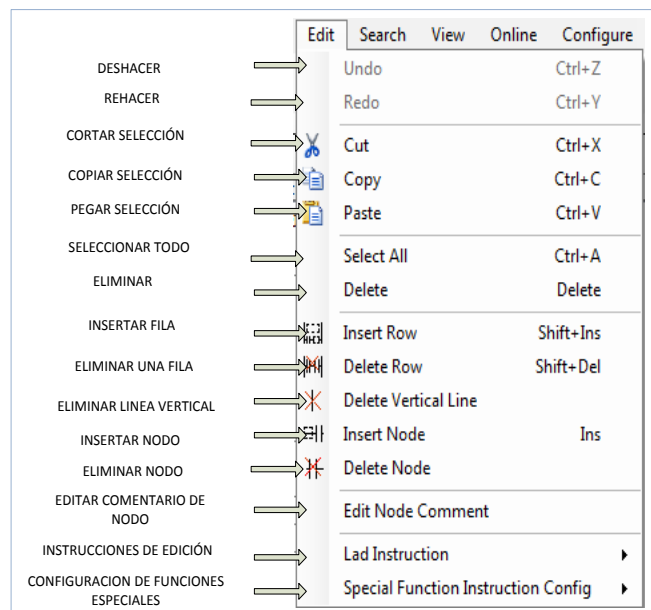 Edit Search View Online Configure
DESHACER Undo Ctrl+Z
REHACER Redo Ctrl+Y
CORTAR SELECCIÓN Cut Ctrl+X
COPIAR SELECCIÓN Copy Ctrl+C
PEGAR SELECCIÓN Paste Ctrl+V
SELECCIONAR TODO Select All Ctrl+A
ELIMINAR Delete Delete
INSERTAR FILA Insert Row Shift+Ins
ELIMINAR UNA FILA Delete Row Shift+Del
ELIMINAR LINEA VERTICAL Delete Vertical Line
INSERTAR NODO Insert Node Ins
ELIMINAR NODO Delete Node
EDITAR COMENTARIO DE
NODO Edit Node Comment
INSTRUCCIONES DE EDICIÓN Lad Instruction
CONFIGURACION DE FUNCIONES
ESPECIALES Special Function Instruction Config